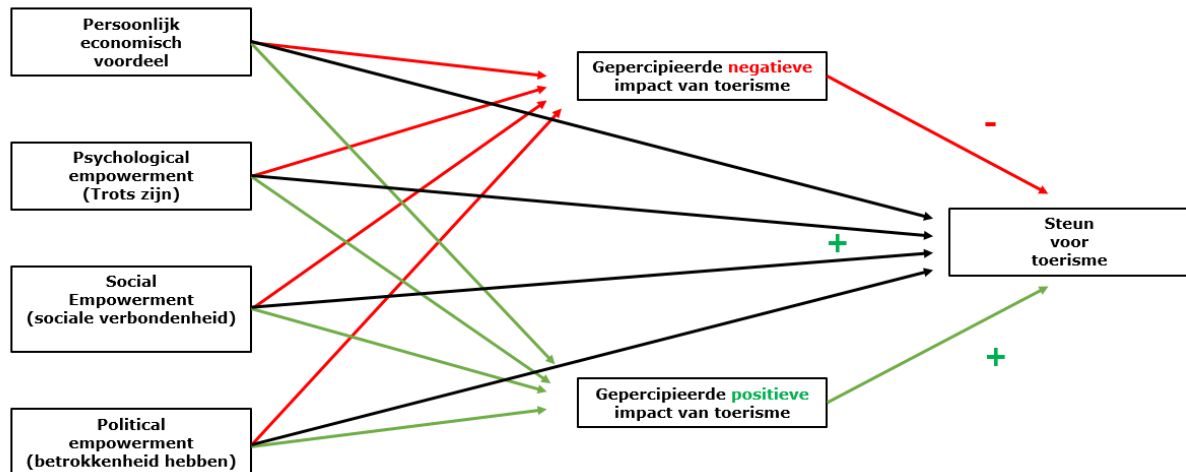 Persoonlijk
economisch
voordeel
Psychological
empowerment
(Trots zijn)
Social
Empowerment
(sociale verbondenheid)
Political
empowerment
(betrokkenheid hebben)
Gepercipieerde negatieve
impact van toerisme
Gepercipieerde positieve
impact van toerisme
-
+
+
Steun
voor
toerisme